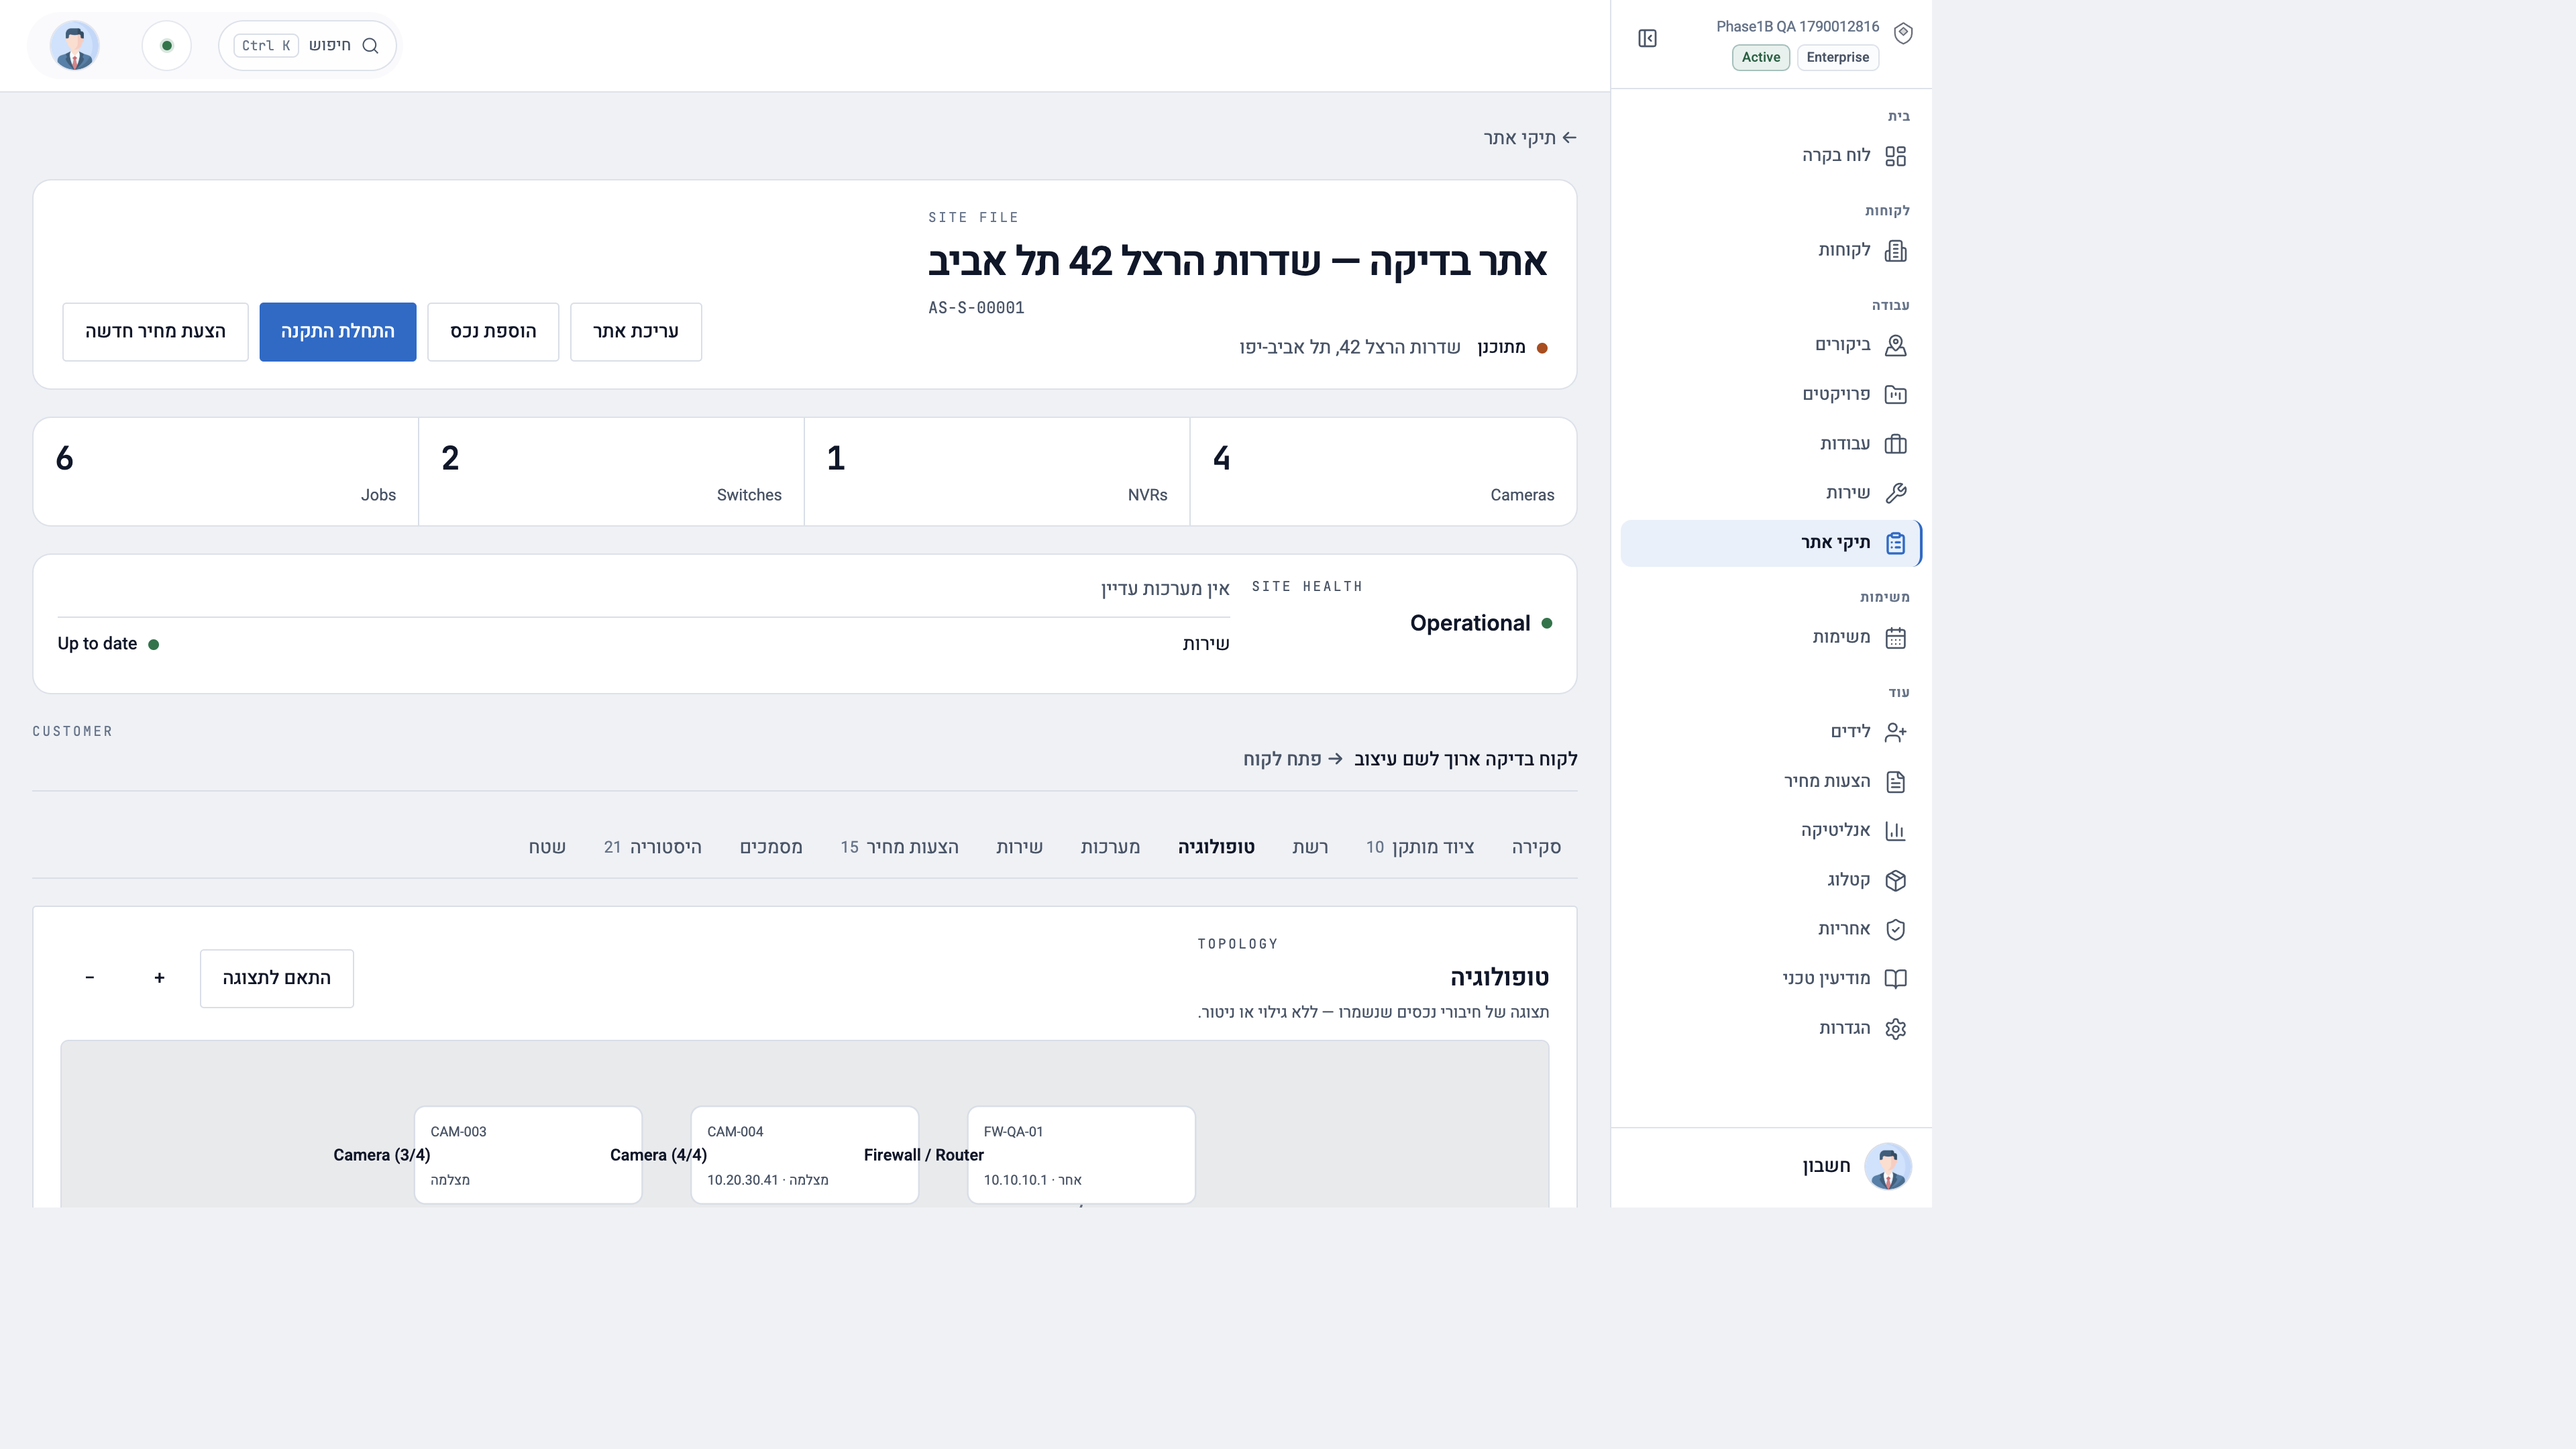 Phase1B QA 1790012816
Enterprise
Active
בית
לוח בקרה
לקוחות
לקוחות
עבודה
ביקורים
פרויקטים
עבודות
שירות
תיקי אתר
משימות
משימות
עוד
לידים
הצעות מחיר
אנליטיקה
קטלוג
אחריות
מודיעין טכני
הגדרות
חשבון
חיפוש Ctrl K
← תיקי אתר
SITE FILE
אתר בדיקה — שדרות הרצל 42 תל אביב
AS-S-00001
מתוכנן שדרות הרצל 42, תל אביב-יפו
עריכת אתר
הוספת נכס
התחלת התקנה
הצעת מחיר חדשה
4
Cameras
1
NVRs
2
Switches
6
Jobs
SITE HEALTH
Operational
אין מערכות עדיין
שירות
Up to date
CUSTOMER
לקוח בדיקה ארוך לשם עיצוב → פתח לקוח
סקירה
ציוד מותקן 10
רשת
טופולוגיה
מערכות
שירות
הצעות מחיר 15
מסמכים
היסטוריה 21
שטח
TOPOLOGY
טופולוגיה
תצוגה של חיבורי נכסים שנשמרו — ללא גילוי או ניטור.
התאם לתצוגה
+
−
FW-QA-01
Firewall / Router
אחר · 10.10.10.1
CAM-004
Camera (4/4)
מצלמה · 10.20.30.41
CAM-003
Camera (3/4)
מצלמה